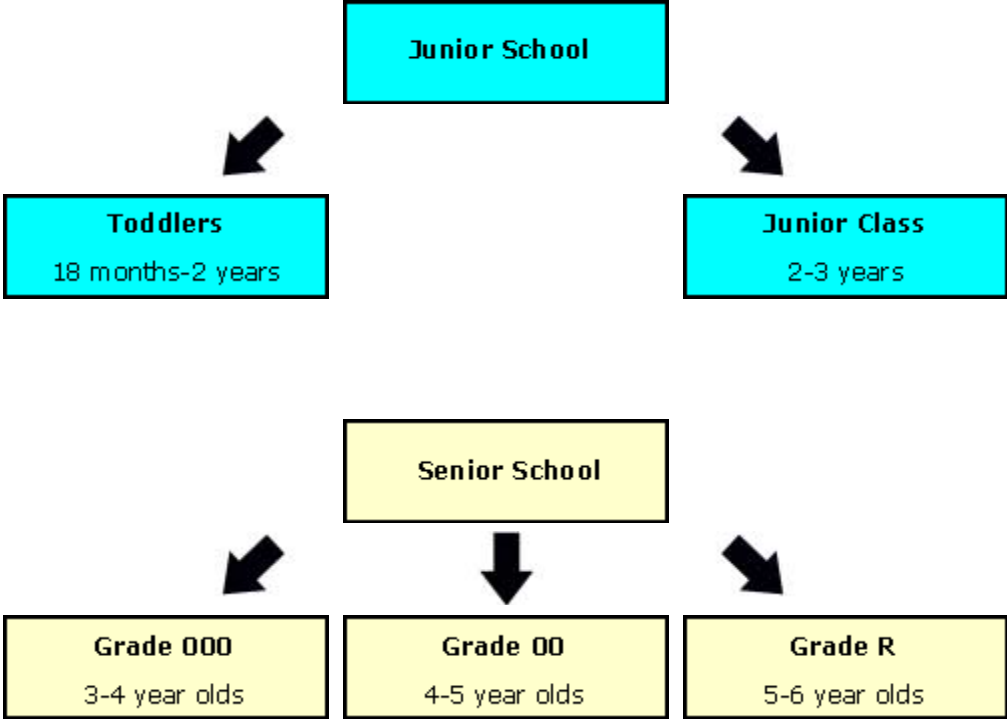 Junior School
Toddlers
18 months-2 years
Junior Class
2-3 years
Senior School
Grade 000
3-4 year olds
Grade 00
4-5 year olds
Grade R
5-6 year olds